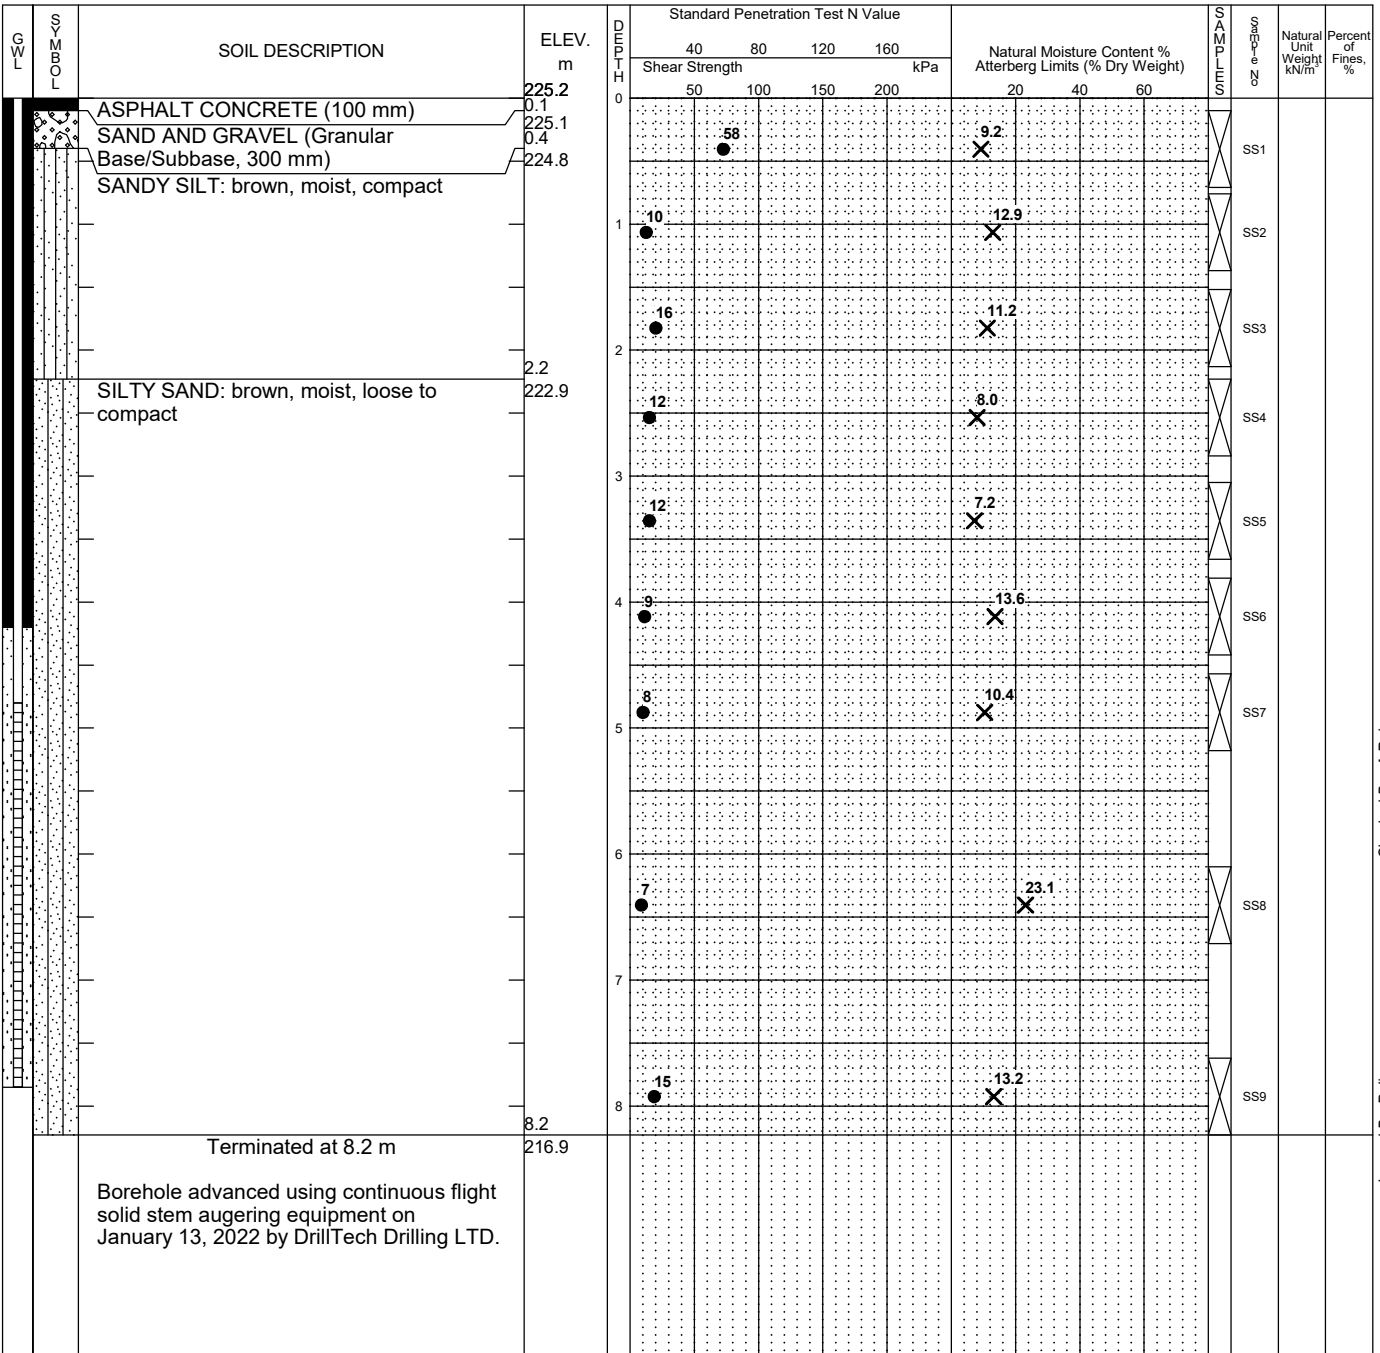 GWL
SYMBOL
SOIL DESCRIPTION
ELEV.
m
225.2
DEPTH
Standard Penetration Test N Value
40 80 120 160
Shear Strength kPa
50 100 150 200
Natural Moisture Content %
Atterberg Limits (% Dry Weight)
20 40 60
SAMPLES
Sample No
Natural
Unit
Weight
kN/m³
Percent
of
Fines,
%
0
ASPHALT CONCRETE (100 mm)
0.1
225.1
SAND AND GRAVEL (Granular
Base/Subbase, 300 mm)
0.4
224.8
58 9.2 SS1
SANDY SILT: brown, moist, compact
1
10 12.9 SS2
16 11.2 SS3
2
2.2
222.9
SILTY SAND: brown, moist, loose to
compact
12 8.0 SS4
3
12 7.2 SS5
4
9 13.6 SS6
8 10.4 SS7
5
6
7 23.1 SS8
7
15 13.2 SS9
8
8.2
216.9
Terminated at 8.2 m
Borehole advanced using continuous flight
solid stem augering equipment on
January 13, 2022 by DrillTech Drilling LTD.